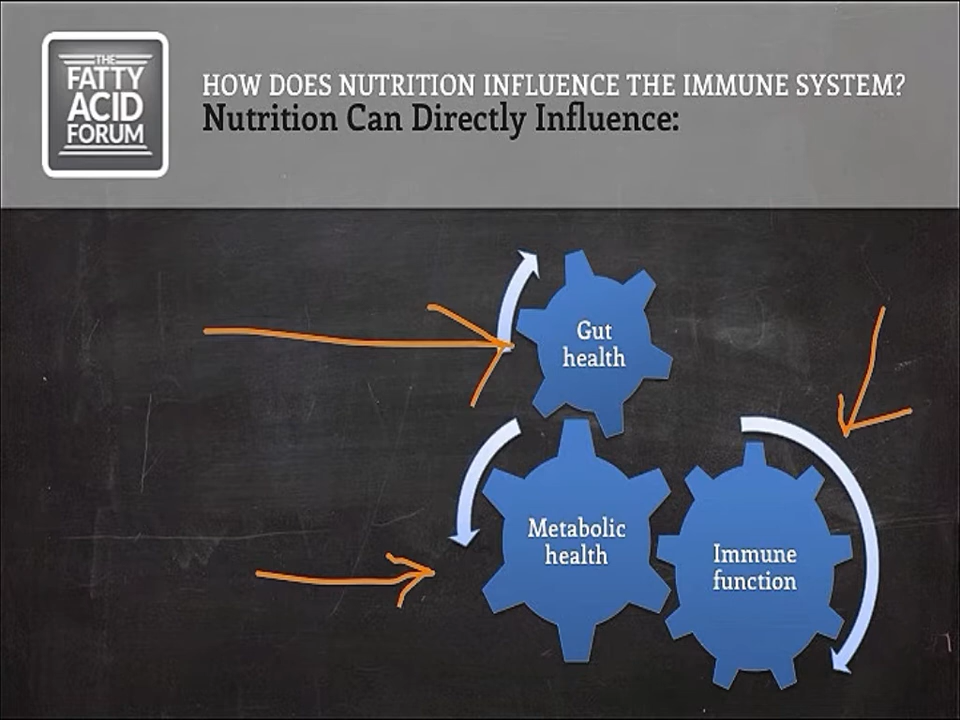 THE
FATTY
ACID
FORUM
HOW DOES NUTRITION INFLUENCE THE IMMUNE SYSTEM?
Nutrition Can Directly Influence:
Gut
health
Metabolic
health
Immune
function